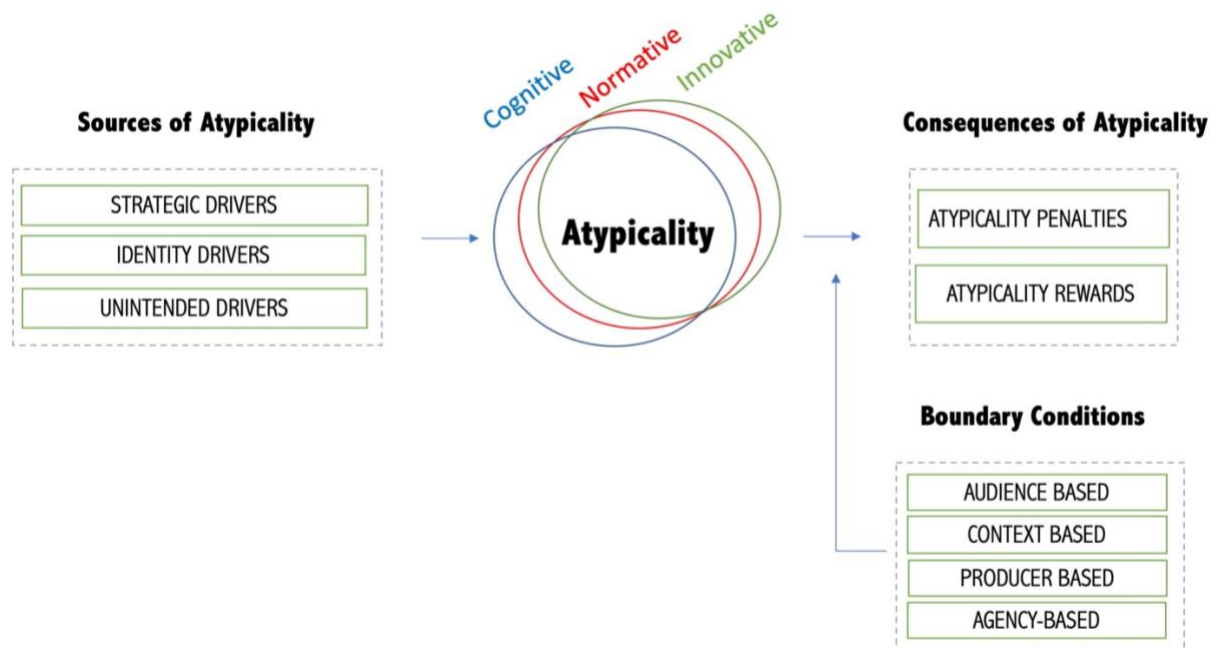 Sources of Atypicality
STRATEGIC DRIVERS
IDENTITY DRIVERS
UNINTENDED DRIVERS
Cognitive
Normative
Innovative
Atypicality
Consequences of Atypicality
ATYPICALITY PENALTIES
ATYPICALITY REWARDS
Boundary Conditions
AUDIENCE BASED
CONTEXT BASED
PRODUCER BASED
AGENCY-BASED